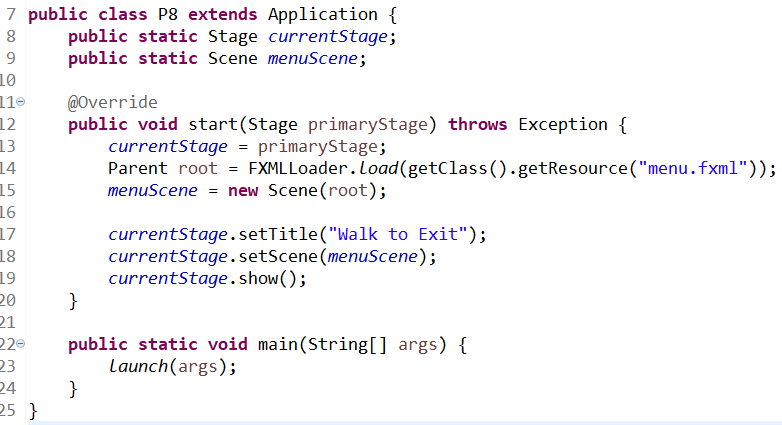 7 public class P8 extends Application {
8     public static Stage currentStage;
9     public static Scene menuScene;
10
11     @Override
12     public void start(Stage primaryStage) throws Exception {
13         currentStage = primaryStage;
14         Parent root = FXMLLoader.load(getClass().getResource("menu.fxml"));
15         menuScene = new Scene(root);
16
17         currentStage.setTitle("Walk to Exit");
18         currentStage.setScene(menuScene);
19         currentStage.show();
20     }
21
22     public static void main(String[] args) {
23         launch(args);
24     }
25 }